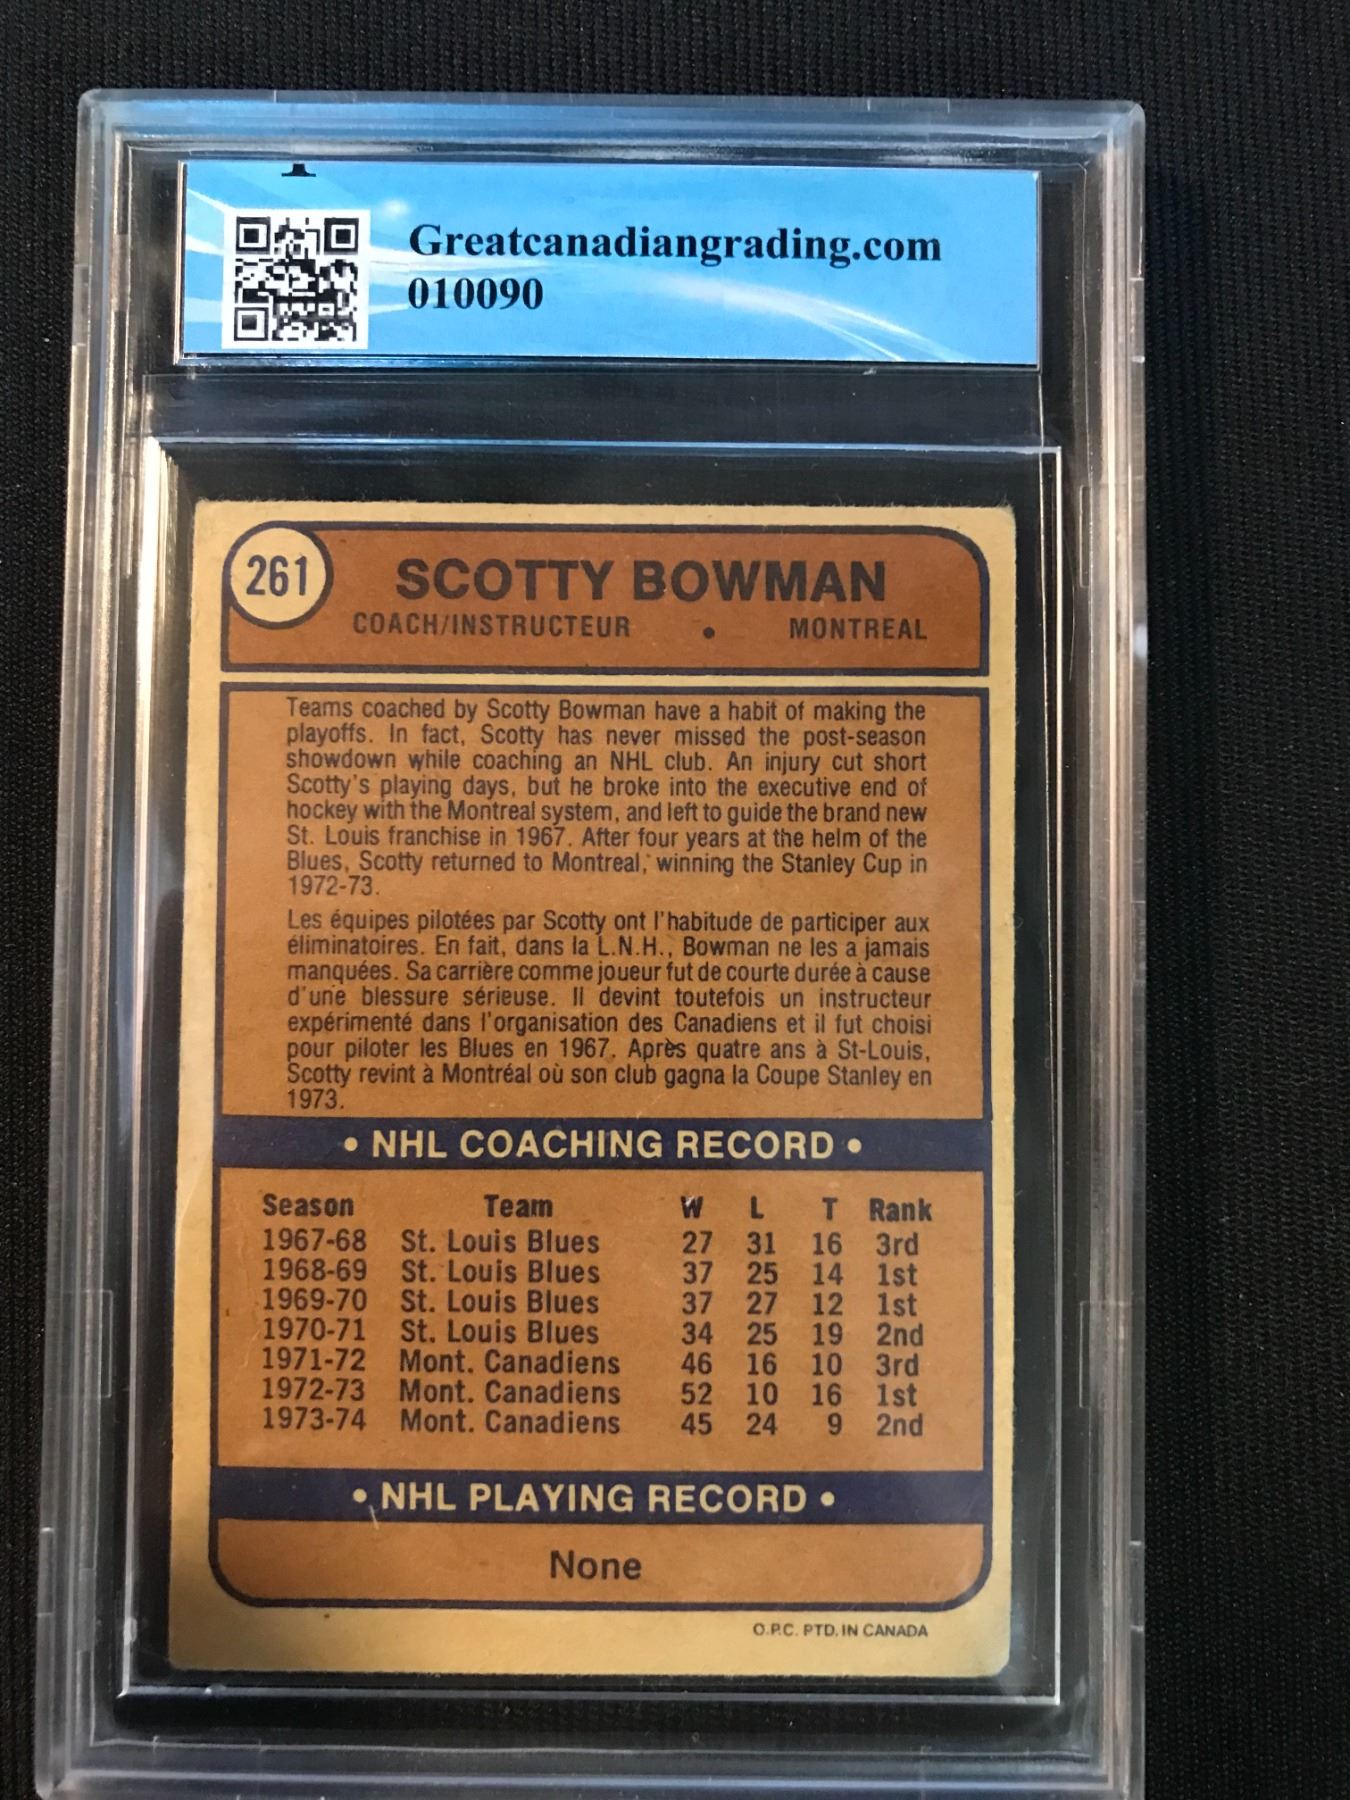 Greatcanadiangrading.com
010090
261
SCOTTY BOWMAN
COACH/INSTRUCTEUR • MONTREAL
Teams coached by Scotty Bowman have a habit of making the
playoffs. In fact, Scotty has never missed the post-season
showdown while coaching an NHL club. An injury cut short
Scotty's playing days, but he broke into the executive end of
hockey with the Montreal system, and left to guide the brand new
St. Louis franchise in 1967. After four years at the helm of the
Blues, Scotty returned to Montreal, winning the Stanley Cup in
1972-73.
Les équipes pilotées par Scotty ont l'habitude de participer aux
éliminatoires. En fait, dans la L.N.H., Bowman ne les a jamais
manquées. Sa carrière comme joueur fut de courte durée à cause
d'une blessure sérieuse. Il devint toutefois un instructeur
expérimenté dans l'organisation des Canadiens et il fut choisi
pour piloter les Blues en 1967. Après quatre ans à St-Louis,
Scotty revint à Montréal où son club gagna la Coupe Stanley en
1973.
• NHL COACHING RECORD •
Season Team W L T Rank
1967-68 St. Louis Blues 27 31 16 3rd
1968-69 St. Louis Blues 37 25 14 1st
1969-70 St. Louis Blues 37 27 12 1st
1970-71 St. Louis Blues 34 25 19 2nd
1971-72 Mont. Canadiens 46 16 10 3rd
1972-73 Mont. Canadiens 52 10 16 1st
1973-74 Mont. Canadiens 45 24 9 2nd
• NHL PLAYING RECORD •
None
O.P.C. PTD. IN CANADA